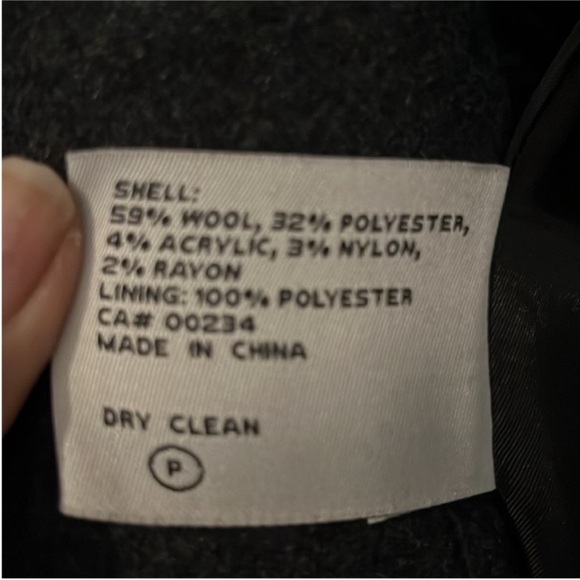 SHELL:
59% WOOL, 32% POLYESTER,
4% ACRYLIC, 3% NYLON,
2% RAYON
LINING: 100% POLYESTER
CA# 00234
MADE IN CHINA
DRY CLEAN
P